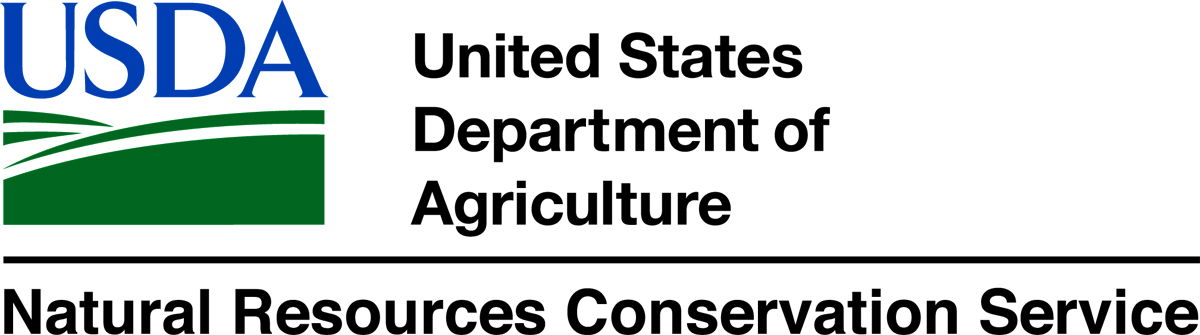 USDA
United States
Department of
Agriculture
Natural Resources Conservation Service